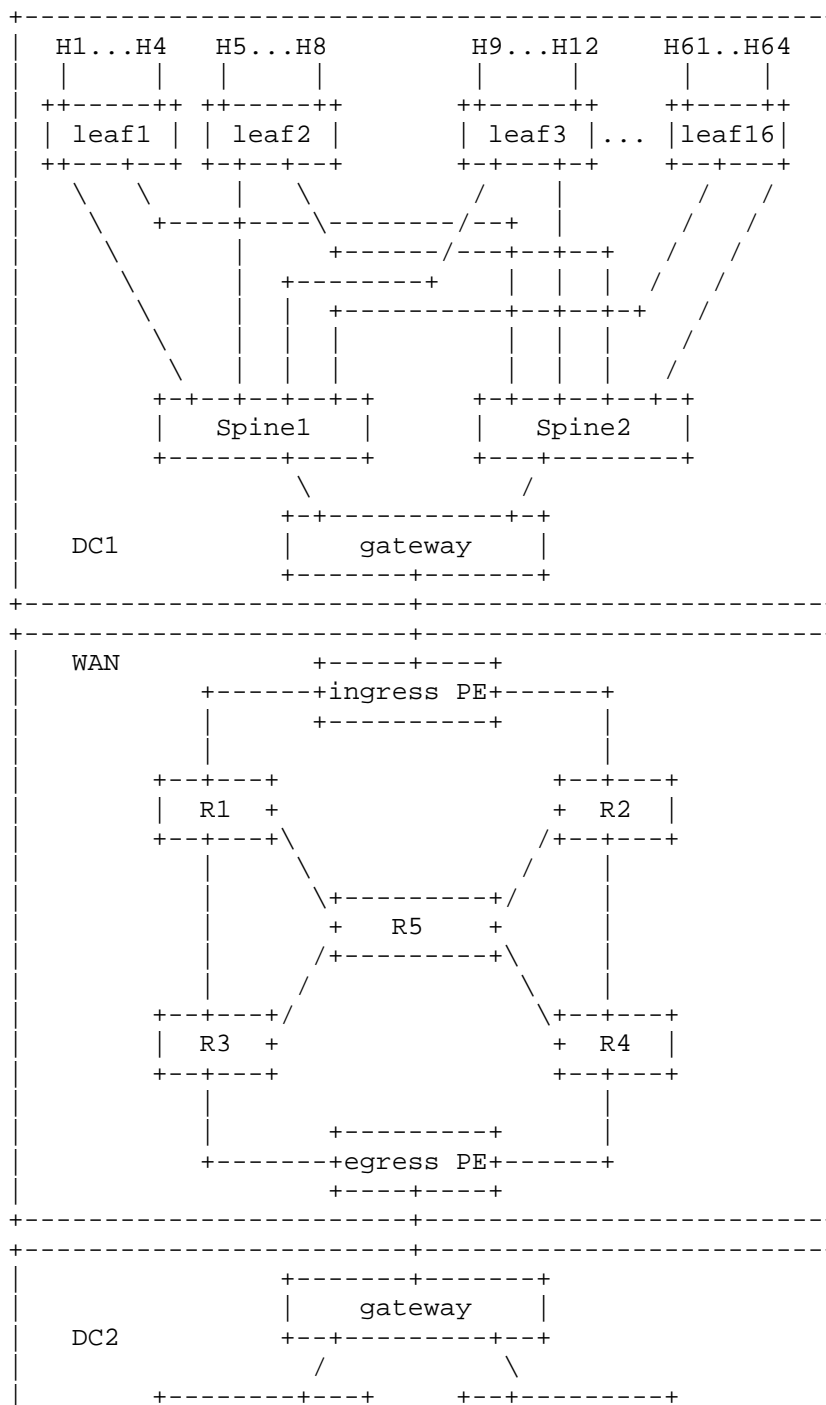 H1...H4 H5...H8 H9...H12 H61..H64
leaf1 leaf2 leaf3 ... leaf16
Spine1 Spine2
DC1 gateway
WAN
ingress PE
R1 R2
R5
R3 R4
egress PE
gateway
DC2